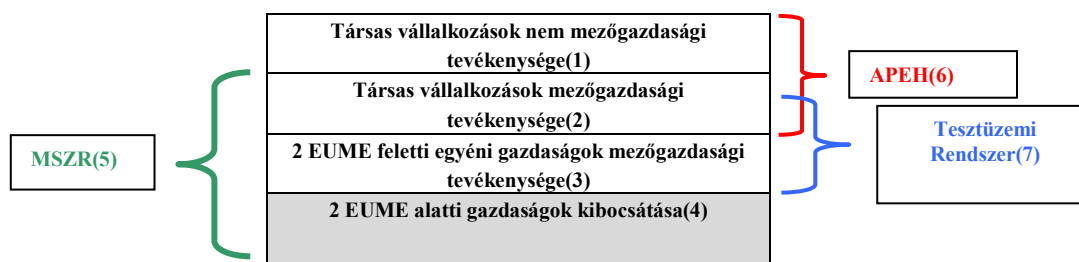 Társas vállalkozások nem mezőgazdasági
tevékenysége(1)
Társas vállalkozások mezőgazdasági
tevékenysége(2)
2 EUME feletti egyéni gazdaságok mezőgazdasági
tevékenysége(3)
2 EUME alatti gazdaságok kibocsátása(4)
MSZR(5)
APEH(6)
Tesztüzemi
Rendszer(7)